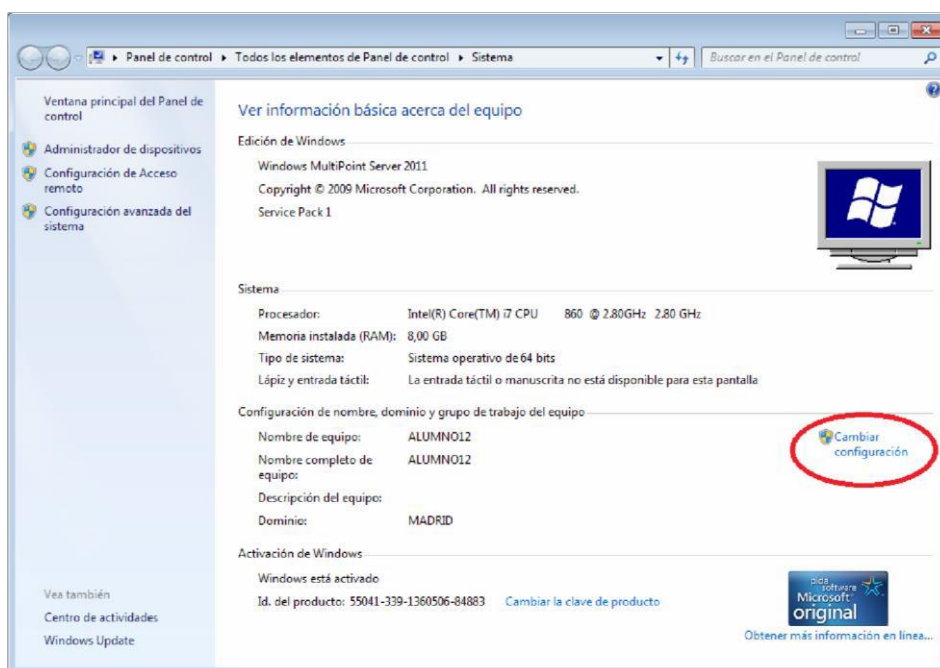 Panel de control ▸ Todos los elementos de Panel de control ▸ Sistema
Buscar en el Panel de control
Ventana principal del Panel de
control
Administrador de dispositivos
Configuración de Acceso
remoto
Configuración avanzada del
sistema
Vea también
Centro de actividades
Windows Update
Ver información básica acerca del equipo
Edición de Windows
Windows MultiPoint Server 2011
Copyright © 2009 Microsoft Corporation. All rights reserved.
Service Pack 1
Sistema
Procesador: Intel(R) Core(TM) i7 CPU 860 @ 2.80GHz 2.80 GHz
Memoria instalada (RAM): 8,00 GB
Tipo de sistema: Sistema operativo de 64 bits
Lápiz y entrada táctil: La entrada táctil o manuscrita no está disponible para esta pantalla
Configuración de nombre, dominio y grupo de trabajo del equipo
Nombre de equipo: ALUMNO12
Cambiar
configuración
Nombre completo de
equipo: ALUMNO12
Descripción del equipo:
Dominio: MADRID
Activación de Windows
Windows está activado
Id. del producto: 55041-339-1360506-84883 Cambiar la clave de producto
pida
software
Microsoft
original
Obtener más información en línea...